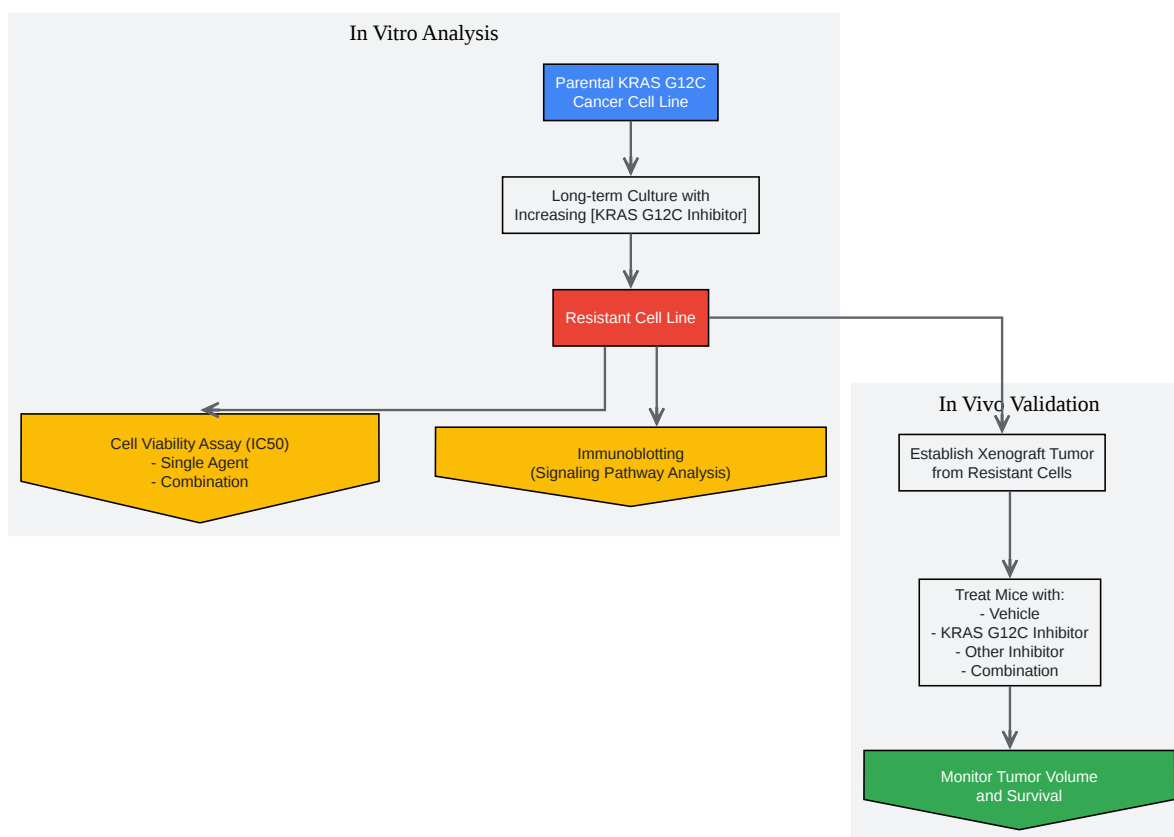 In Vitro Analysis
Parental KRAS G12C
Cancer Cell Line
Long-term Culture with
Increasing [KRAS G12C Inhibitor]
Resistant Cell Line
Cell Viability Assay (IC50)
- Single Agent
- Combination
Immunoblotting
(Signaling Pathway Analysis)
In Vivo Validation
Establish Xenograft Tumor
from Resistant Cells
Treat Mice with:
- Vehicle
- KRAS G12C Inhibitor
- Other Inhibitor
- Combination
Monitor Tumor Volume
and Survival